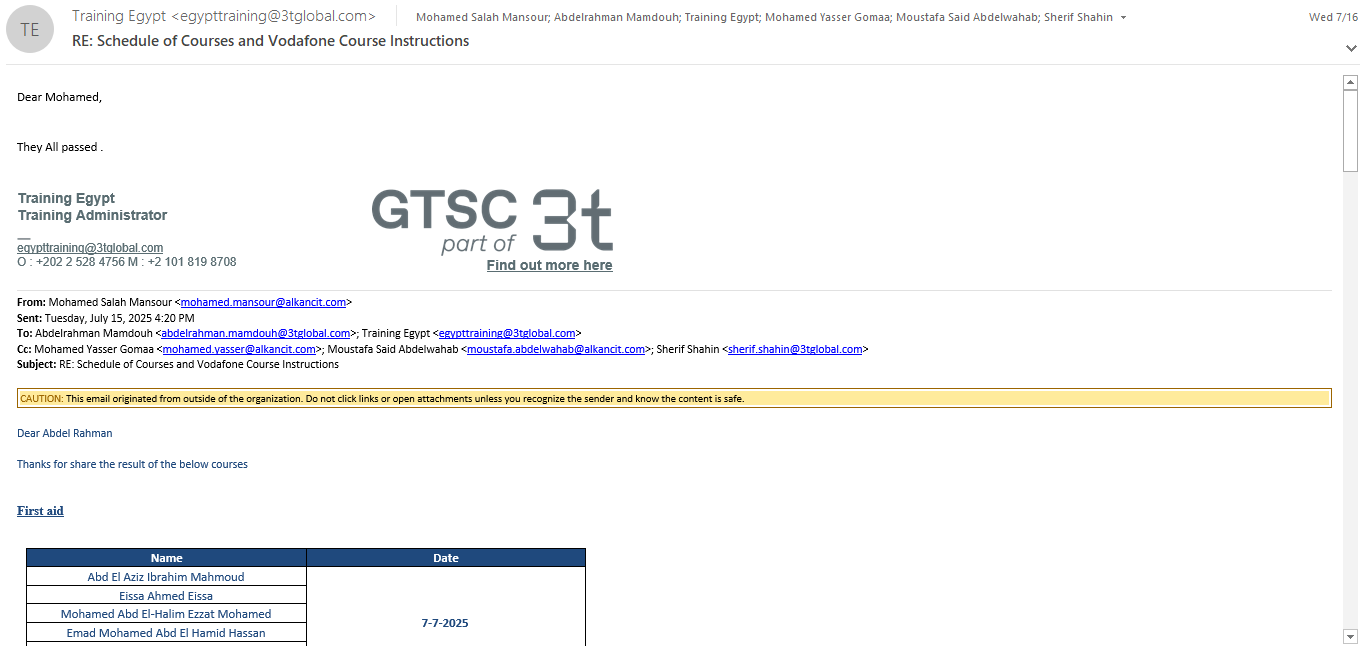 TE
Training Egypt <egypttraining@3tglobal.com>
Mohamed Salah Mansour; Abdelrahman Mamdouh; Training Egypt; Mohamed Yasser Gomaa; Moustafa Said Abdelwahab; Sherif Shahin
Wed 7/16
RE: Schedule of Courses and Vodafone Course Instructions
Dear Mohamed,
They All passed .
Training Egypt
Training Administrator
egypttraining@3tglobal.com
O : +202 2 528 4756 M : +2 101 819 8708
GTSC 3t
part of
Find out more here
From: Mohamed Salah Mansour <mohamed.mansour@alkancit.com>
Sent: Tuesday, July 15, 2025 4:20 PM
To: Abdelrahman Mamdouh <abdelrahman.mamdouh@3tglobal.com>; Training Egypt <egypttraining@3tglobal.com>
Cc: Mohamed Yasser Gomaa <mohamed.yasser@alkancit.com>; Moustafa Said Abdelwahab <moustafa.abdelwahab@alkancit.com>; Sherif Shahin <sherif.shahin@3tglobal.com>
Subject: RE: Schedule of Courses and Vodafone Course Instructions
CAUTION: This email originated from outside of the organization. Do not click links or open attachments unless you recognize the sender and know the content is safe.
Dear Abdel Rahman
Thanks for share the result of the below courses
First aid
Name Date
Abd El Aziz Ibrahim Mahmoud
Eissa Ahmed Eissa
Mohamed Abd El-Halim Ezzat Mohamed
7-7-2025
Emad Mohamed Abd El Hamid Hassan